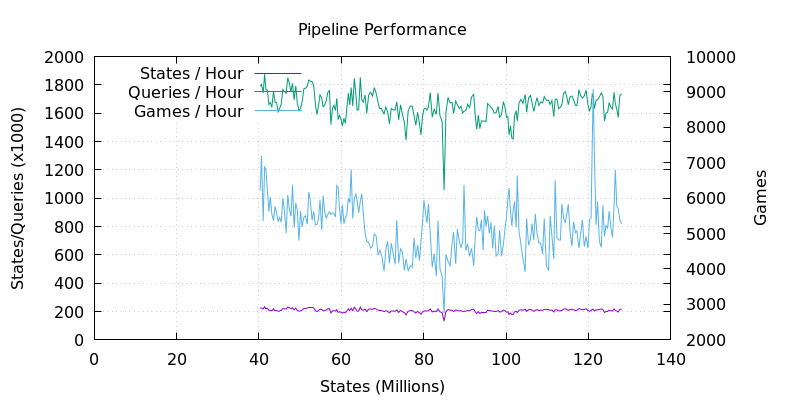 Pipeline Performance
States / Hour
Queries / Hour
Games / Hour
States/Queries (x1000)
2000
1800
1600
1400
1200
1000
800
600
400
200
0
10000
9000
8000
7000
6000
5000
4000
3000
2000
Games
0 20 40 60 80 100 120 140
States (Millions)